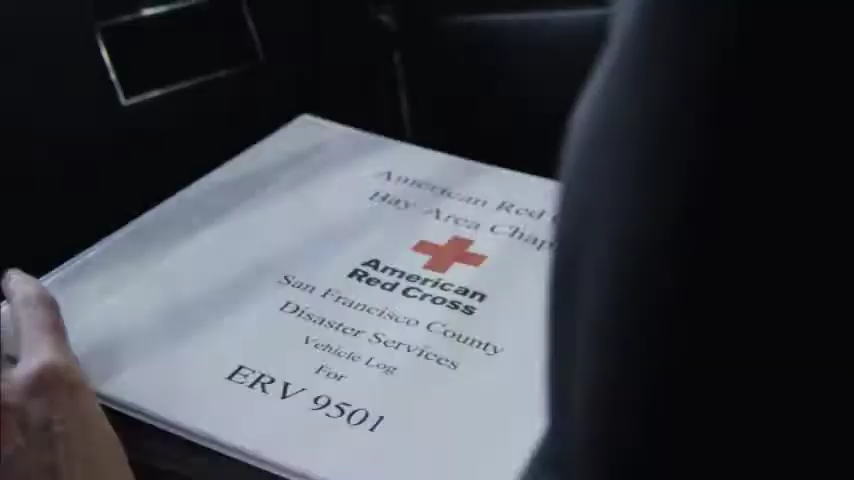 American Red
Bay Area Chap
American
Red Cross
San Francisco County
Disaster Services
Vehicle Log
For
ERV 9501